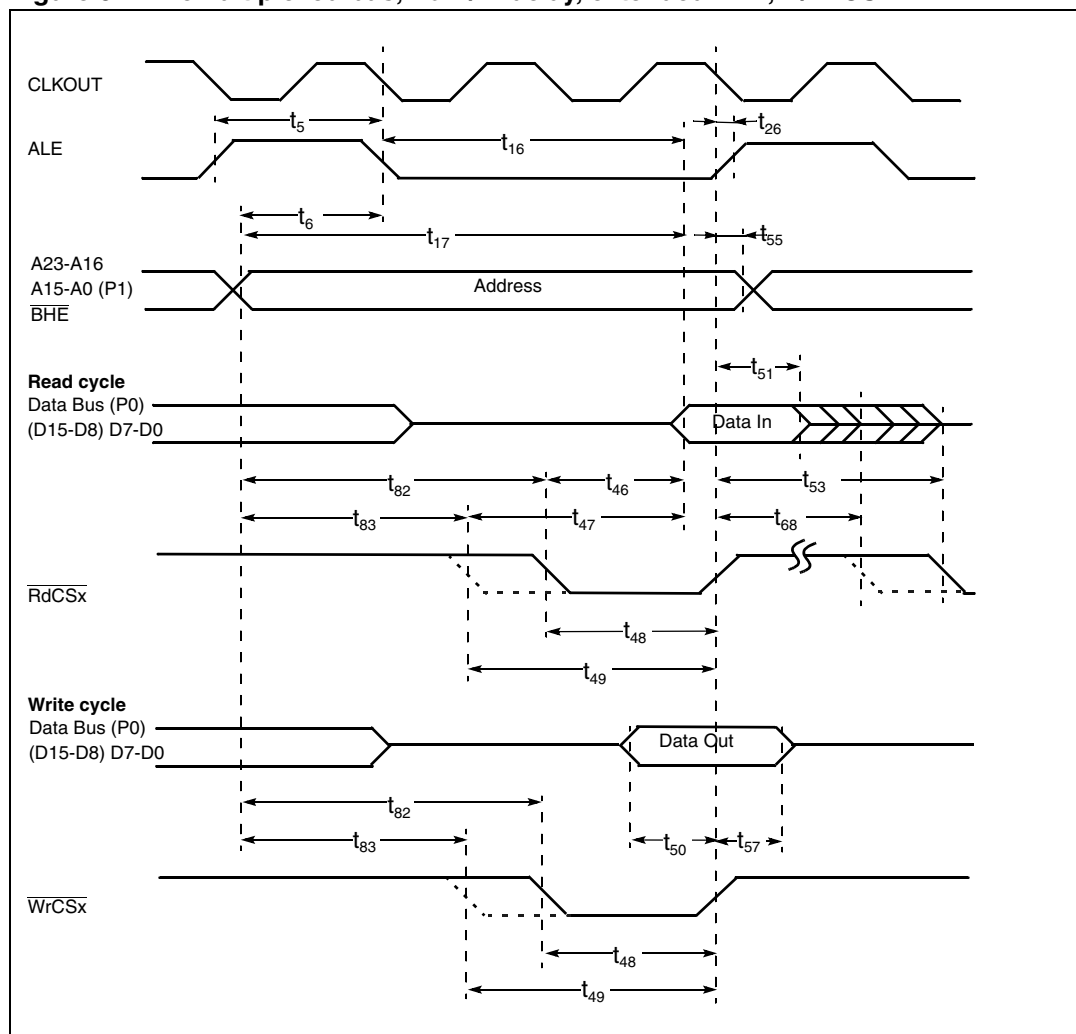 CLKOUT
t5
t26
ALE
t16
t6
t17
t55
A23-A16
A15-A0 (P1)
Address
BHE
t51
Read cycle
Data Bus (P0)
Data In
(D15-D8) D7-D0
t82
t46
t53
t83
t47
t68
RdCSx
t48
t49
Write cycle
Data Bus (P0)
Data Out
(D15-D8) D7-D0
t82
t83
t50
t57
WrCSx
t48
t49